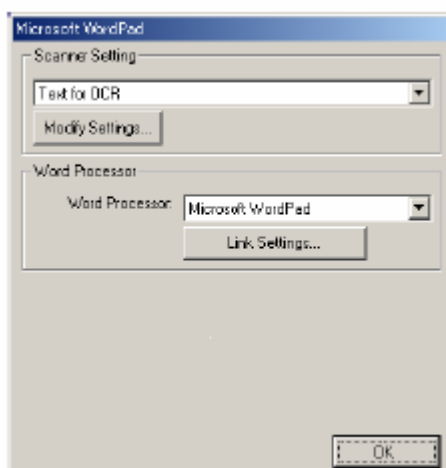 Microsoft WordPad
Scanner Setting
Text for OCR
Modify Settings...
Word Processor
Word Processor: Microsoft WordPad
Link Settings...
OK